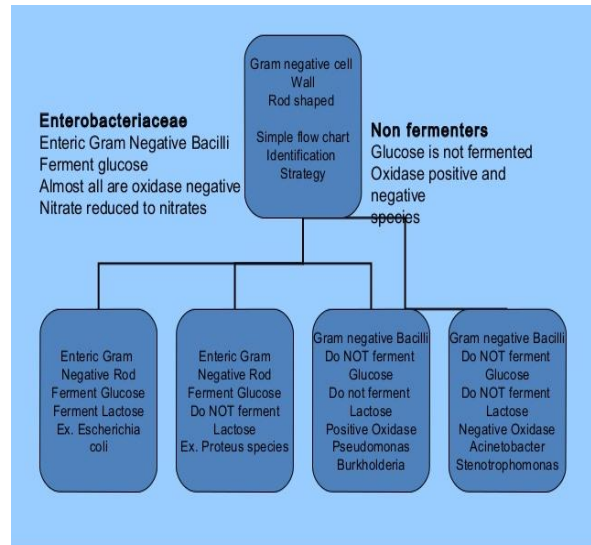 Gram negative cell
Wall
Rod shaped
Simple flow chart
Identification
Strategy
Enterobacteriaceae
Enteric Gram Negative Bacilli
Ferment glucose
Almost all are oxidase negative
Nitrate reduced to nitrates
Non fermenters
Glucose is not fermented
Oxidase positive and
negative
species
Enteric Gram
Negative Rod
Ferment Glucose
Ferment Lactose
Ex. Escherichia
coli
Enteric Gram
Negative Rod
Ferment Glucose
Do NOT ferment
Lactose
Ex. Proteus species
Gram negative Bacilli
Do NOT ferment
Glucose
Do not ferment
Lactose
Positive Oxidase
Pseudomonas
Burkholderia
Gram negative Bacilli
Do NOT ferment
Glucose
Do NOT ferment
Lactose
Negative Oxidase
Acinetobacter
Stenotrophomonas